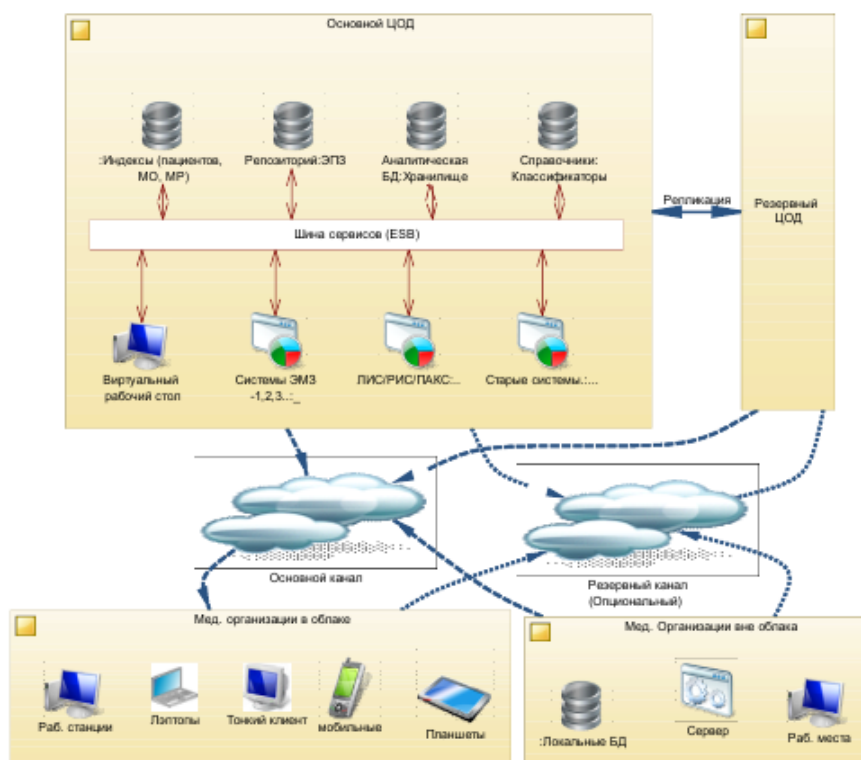 Основной ЦОД
:Индексы (пациентов,
МО, МР)
Репозиторий:ЭПЗ
Аналитическая
БД:Хранилище
Справочники:
Классификаторы
Репликация
Резервный
ЦОД
Шина сервисов (ESB)
Виртуальный
рабочий стол
Системы ЭМЗ
-1,2,3..:_
ЛИС/РИС/ПАКС:..
Старые системы.:...
Основной канал
Резервный канал
(Опциональный)
Мед. организации в облаке
Раб. станции
Лэптопы
Тонкий клиент
мобильные
Планшеты
Мед. Организации вне облака
:Локальные БД
Сервер
Раб. места